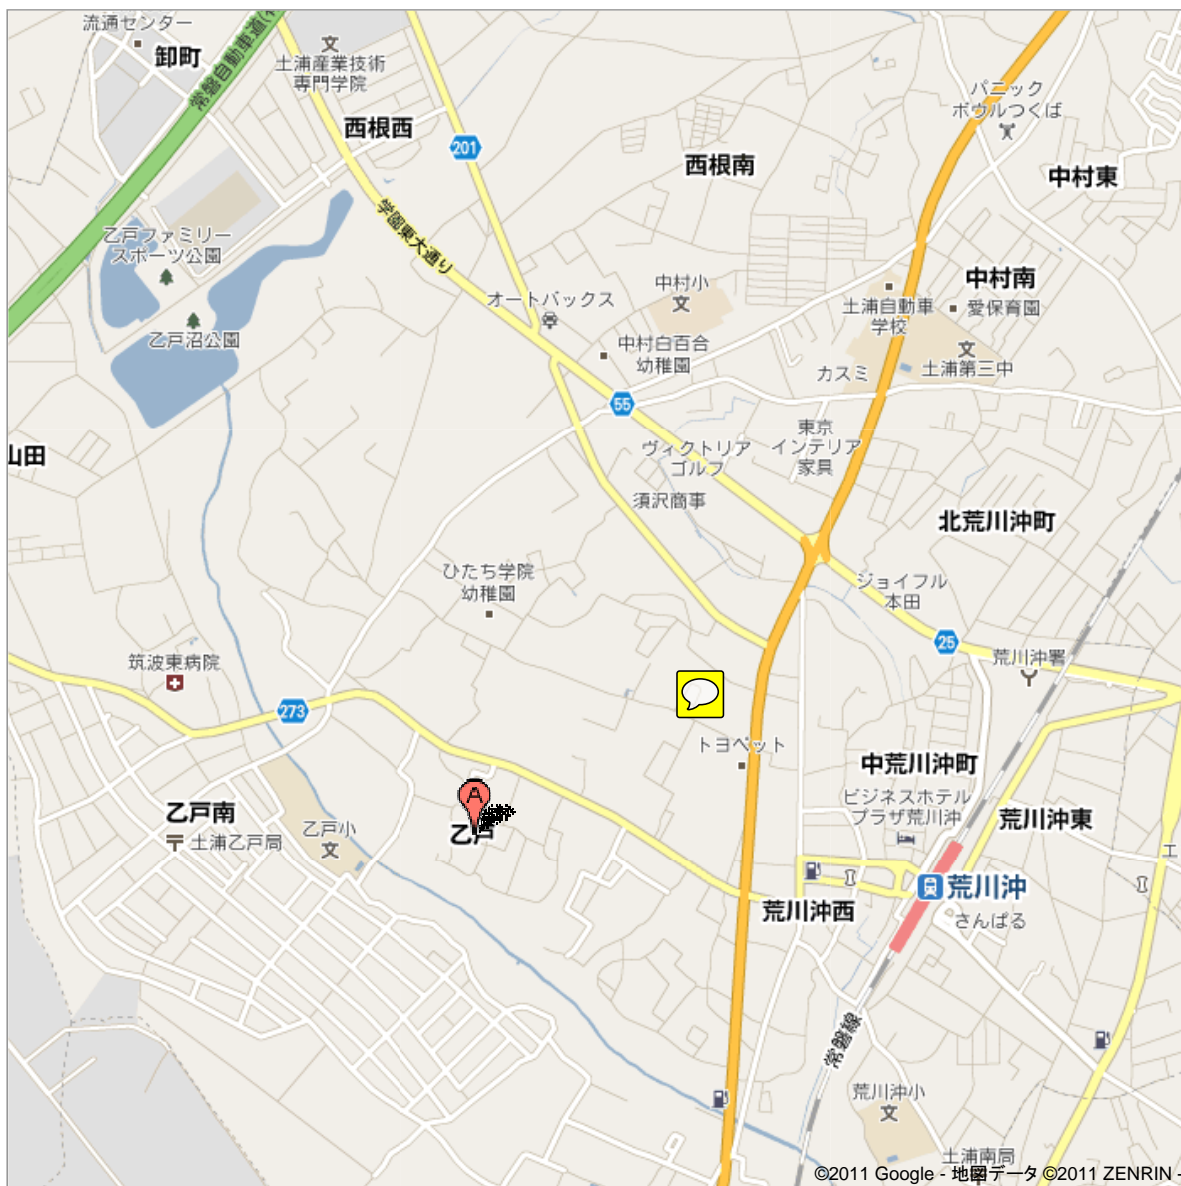 流通センター
卸町
常磐自動車道(
文
土浦産業技術
専門学院
西根西
201
西根南
パニック
ボウルつくば
中村東
学園東大通り
乙戸ファミリー
スポーツ公園
乙戸沼公園
オートバックス
中村小
文
中村南
土浦自動車
学校
愛保育園
中村白百合
幼稚園
文
土浦第三中
カスミ
55
東京
インテリア
家具
ヴィクトリア
ゴルフ
山田
須沢商事
北荒川沖町
ひたち学院
幼稚園
ジョイフル
本田
25
荒川沖署
筑波東病院
273
トヨペット
中荒川沖町
ビジネスホテル
プラザ荒川沖
荒川沖東
A
乙戸
乙戸南
土浦乙戸局
乙戸小
文
エ
荒川沖
荒川沖西
さんぱる
常磐線
荒川沖小
文
土浦南局
©2011 Google - 地図データ ©2011 ZENRIN -